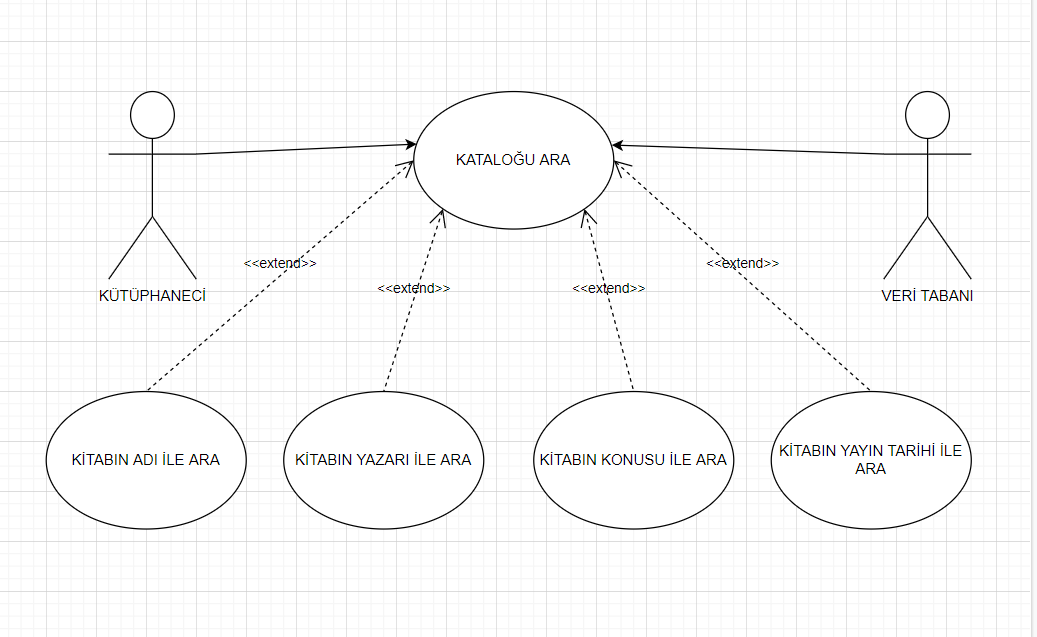 KATALOĞU ARA
<<extend>>
<<extend>>
<<extend>>
<<extend>>
KÜTÜPHANECİ
VERİ TABANI
KİTABIN ADI İLE ARA
KİTABIN YAZARI İLE ARA
KİTABIN KONUSU İLE ARA
KİTABIN YAYIN TARİHİ İLE
ARA